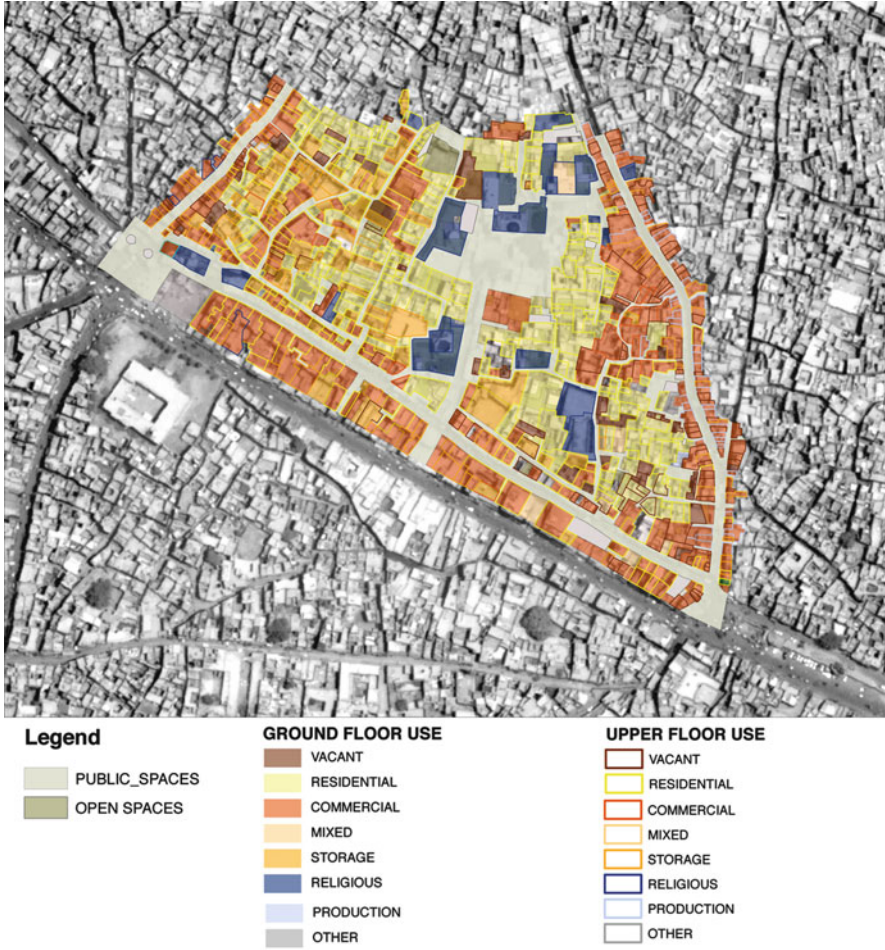 Legend
PUBLIC_SPACES
OPEN SPACES
GROUND FLOOR USE
VACANT
RESIDENTIAL
COMMERCIAL
MIXED
STORAGE
RELIGIOUS
PRODUCTION
OTHER
UPPER FLOOR USE
VACANT
RESIDENTIAL
COMMERCIAL
MIXED
STORAGE
RELIGIOUS
PRODUCTION
OTHER